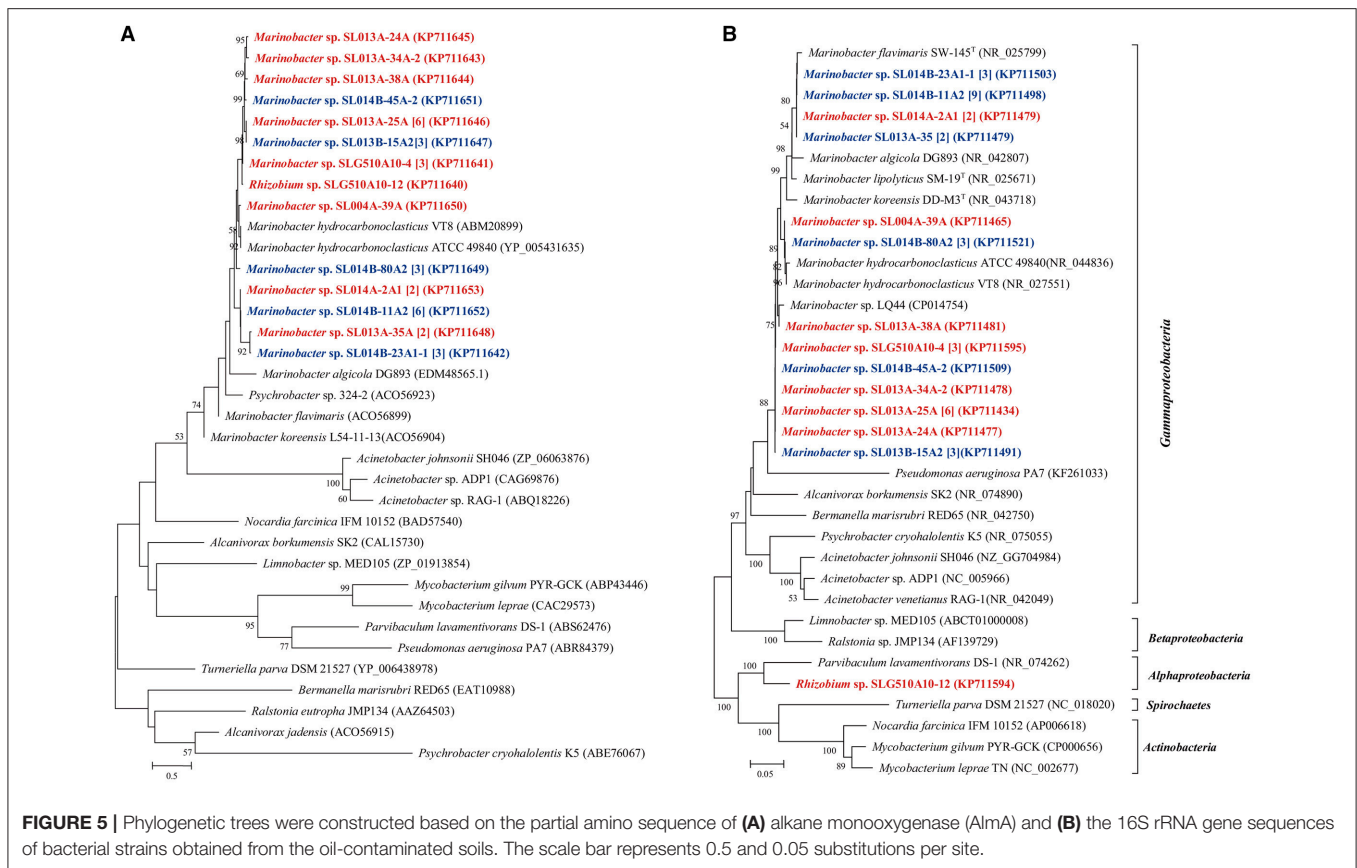 A
95
Marinobacter sp. SL013A-24A (KP711645)
Marinobacter sp. SL013A-34A-2 (KP711643)
69
Marinobacter sp. SL013A-38A (KP711644)
99
Marinobacter sp. SL014B-45A-2 (KP711651)
Marinobacter sp. SL013A-25A [6] (KP711646)
98
Marinobacter sp. SL013B-15A2[3] (KP711647)
Marinobacter sp. SLG510A10-4 [3] (KP711641)
Rhizobium sp. SLG510A10-12 (KP711640)
Marinobacter sp. SL004A-39A (KP711650)
58
Marinobacter hydrocarbonoclasticus VT8 (ABM20899)
92
Marinobacter hydrocarbonoclasticus ATCC 49840 (YP_005431635)
Marinobacter sp. SL014B-80A2 [3] (KP711649)
Marinobacter sp. SL014A-2A1 [2] (KP711653)
Marinobacter sp. SL014B-11A2 [6] (KP711652)
Marinobacter sp. SL013A-35A [2] (KP711648)
92
Marinobacter sp. SL014B-23A1-1 [3] (KP711642)
Marinobacter algicola DG893 (EDM48565.1)
Psychrobacter sp. 324-2 (ACO56923)
74
Marinobacter flavimaris (ACO56899)
53
Marinobacter koreensis L54-11-13(ACO56904)
Acinetobacter johnsonii SH046 (ZP_06063876)
100
Acinetobacter sp. ADP1 (CAG69876)
60
Acinetobacter sp. RAG-1 (ABQ18226)
Nocardia farcinica IFM 10152 (BAD57540)
Alcanivorax borkumensis SK2 (CAL15730)
Limnobacter sp. MED105 (ZP_01913854)
99
Mycobacterium gilvum PYR-GCK (ABP43446)
Mycobacterium leprae (CAC29573)
95
Parvibaculum lavamentivorans DS-1 (ABS62476)
77
Pseudomonas aeruginosa PA7 (ABR84379)
Turneriella parva DSM 21527 (YP_006438978)
Bermanella marisrubri RED65 (EAT10988)
Ralstonia eutropha JMP134 (AAZ64503)
Alcanivorax jadensis (ACO56915)
57
Psychrobacter cryohalolentis K5 (ABE76067)
0.5
B
Marinobacter flavimaris SW-145ᵀ (NR_025799)
Marinobacter sp. SL014B-23A1-1 [3] (KP711503)
80
Marinobacter sp. SL014B-11A2 [9] (KP711498)
54
Marinobacter sp. SL014A-2A1 [2] (KP711479)
Marinobacter SL013A-35 [2] (KP711479)
98
Marinobacter algicola DG893 (NR_042807)
99
Marinobacter lipolyticus SM-19ᵀ (NR_025671)
Marinobacter koreensis DD-M3ᵀ (NR_043718)
Marinobacter sp. SL004A-39A (KP711465)
89
Marinobacter sp. SL014B-80A2 [3] (KP711521)
82
Marinobacter hydrocarbonoclasticus ATCC 49840(NR_044836)
96
Marinobacter hydrocarbonoclasticus VT8 (NR_027551)
Marinobacter sp. LQ44 (CP014754)
75
Marinobacter sp. SL013A-38A (KP711481)
Marinobacter sp. SLG510A10-4 [3] (KP711595)
Marinobacter sp. SL014B-45A-2 (KP711509)
Marinobacter sp. SL013A-34A-2 (KP711478)
88
Marinobacter sp. SL013A-25A [6] (KP711434)
Marinobacter sp. SL013A-24A (KP711477)
Marinobacter sp. SL013B-15A2 [3](KP711491)
Pseudomonas aeruginosa PA7 (KF261033)
Alcanivorax borkumensis SK2 (NR_074890)
97
Bermanella marisrubri RED65 (NR_042750)
Psychrobacter cryohalolentis K5 (NR_075055)
100
Acinetobacter johnsonii SH046 (NZ_GG704984)
100
Acinetobacter sp. ADP1 (NC_005966)
53
Acinetobacter venetianus RAG-1(NR_042049)
Gammaproteobacteria
Limnobacter sp. MED105 (ABCT01000008)
100
Ralstonia sp. JMP134 (AF139729)
Betaproteobacteria
100
Parvibaculum lavamentivorans DS-1 (NR_074262)
Rhizobium sp. SLG510A10-12 (KP711594)
Alphaproteobacteria
100
Turneriella parva DSM 21527 (NC_018020)
Spirochaetes
100
Nocardia farcinica IFM 10152 (AP006618)
100
Mycobacterium gilvum PYR-GCK (CP000656)
89
Mycobacterium leprae TN (NC_002677)
Actinobacteria
0.05
FIGURE 5 | Phylogenetic trees were constructed based on the partial amino sequence of (A) alkane monooxygenase (AlmA) and (B) the 16S rRNA gene sequences
of bacterial strains obtained from the oil-contaminated soils. The scale bar represents 0.5 and 0.05 substitutions per site.